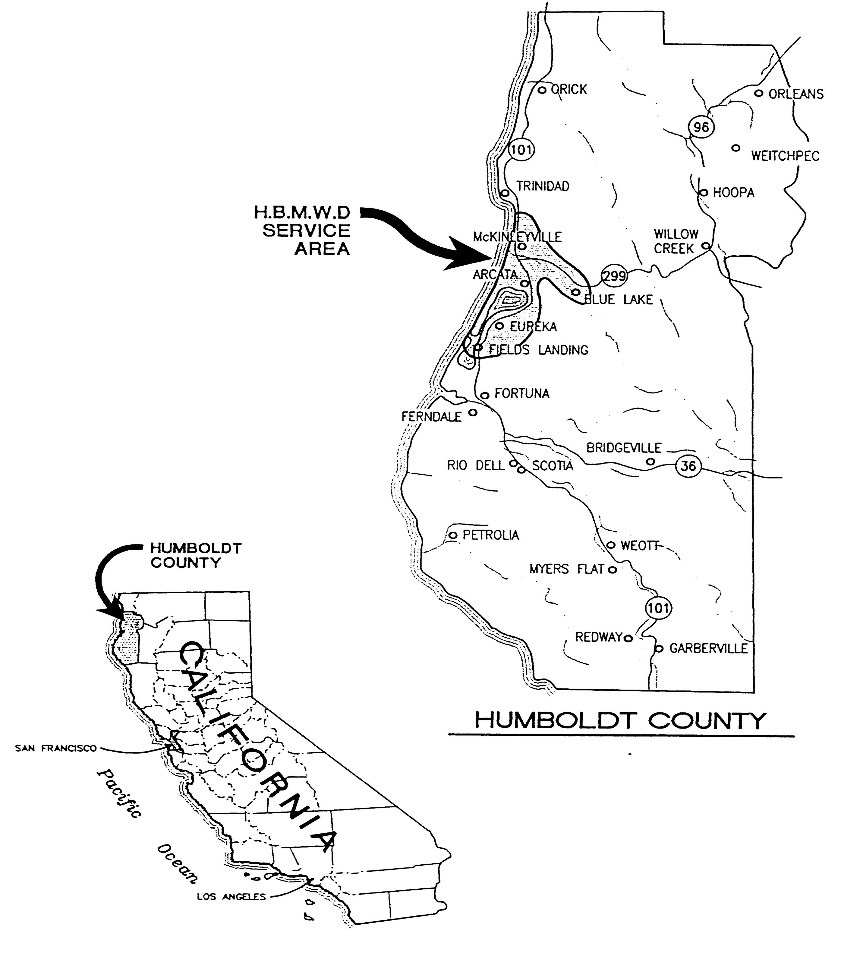 ORICK
ORLEANS
96
101
WEITCHPEC
TRINIDAD
HOOPA
H.B.M.W.D
SERVICE
AREA
McKINLEYVILLE
WILLOW
CREEK
ARCATA
299
BLUE LAKE
EUREKA
FIELDS LANDING
FORTUNA
FERNDALE
BRIDGEVILLE
RIO DELL
SCOTIA
36
PETROLIA
WEOTT
MYERS FLAT
101
REDWAY
GARBERVILLE
HUMBOLDT COUNTY
HUMBOLDT
COUNTY
CALIFORNIA
SAN FRANCISCO
Pacific
Ocean
LOS ANGELES